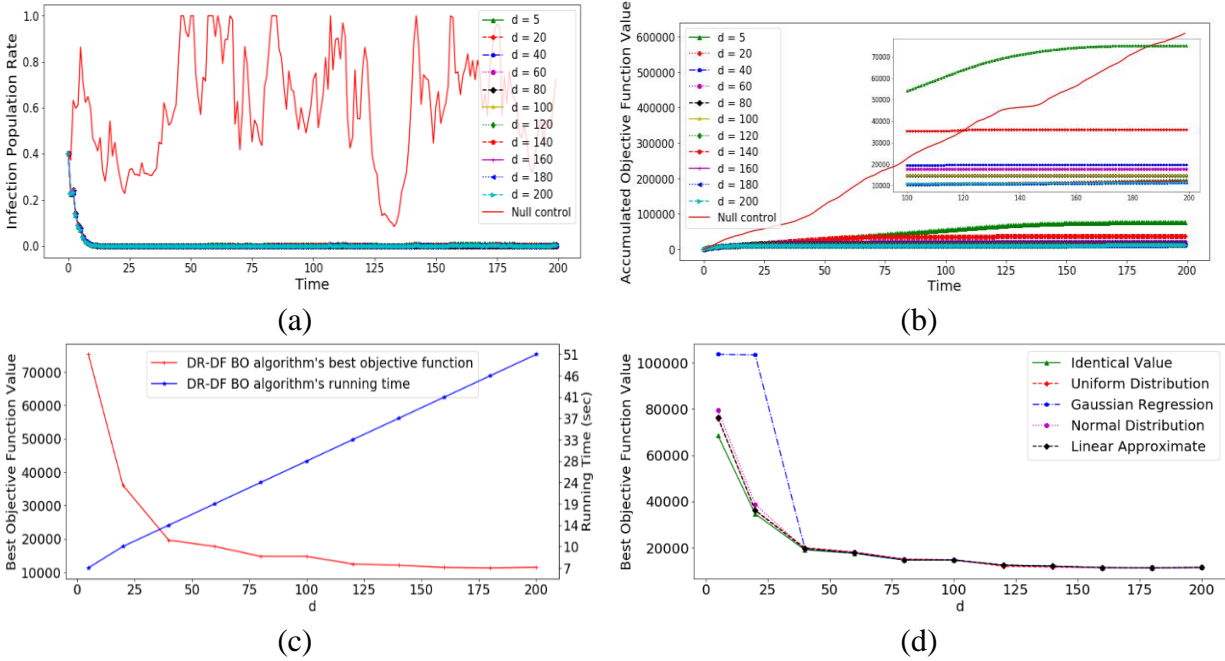 1.0
0.8
0.6
0.4
0.2
0.0
Infection Population Rate
0 25 50 75 100 125 150 175 200
Time
d = 5
d = 20
d = 40
d = 60
d = 80
d = 100
d = 120
d = 140
d = 160
d = 180
d = 200
Null control
(a)
600000
500000
400000
300000
200000
100000
0
Accumulated Objective Function Value
0 25 50 75 100 125 150 175 200
Time
d = 5
d = 20
d = 40
d = 60
d = 80
d = 100
d = 120
d = 140
d = 160
d = 180
d = 200
Null control
70000
60000
50000
40000
30000
20000
10000
100 120 140 160 180 200
(b)
70000
60000
50000
40000
30000
20000
10000
Best Objective Function Value
DR-DF BO algorithm's best objective function
DR-DF BO algorithm's running time
51
46
41
37
33
28
24
19
14
10
7
Running Time (sec)
0 25 50 75 100 125 150 175 200
d
(c)
100000
80000
60000
40000
20000
Best Objective Function Value
Identical Value
Uniform Distribution
Gaussian Regression
Normal Distribution
Linear Approximate
0 25 50 75 100 125 150 175 200
d
(d)